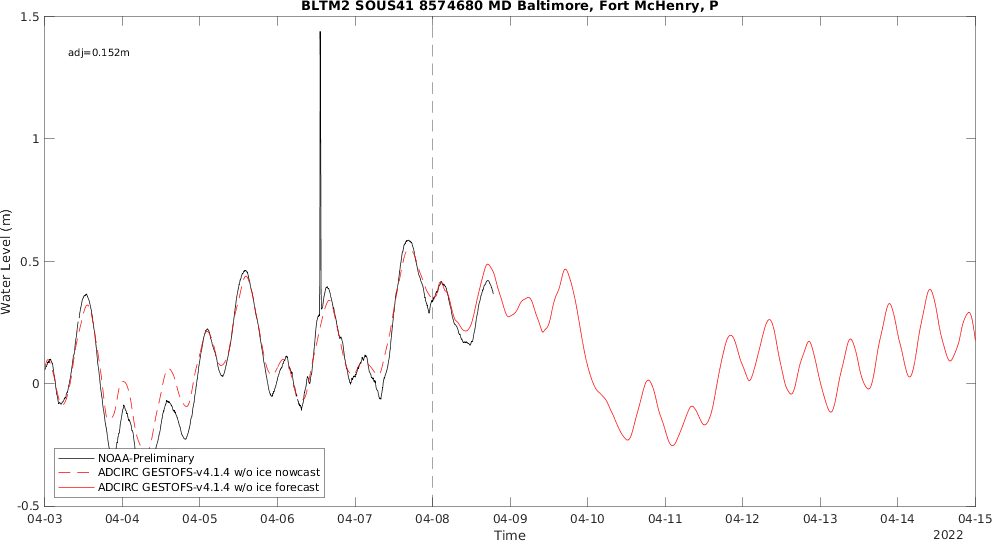 BLTM2 SOUS41 8574680 MD Baltimore, Fort McHenry, P
adj=0.152m
Water Level (m)
1.5
1
0.5
0
-0.5
NOAA-Preliminary
ADCIRC GESTOFS-v4.1.4 w/o ice nowcast
ADCIRC GESTOFS-v4.1.4 w/o ice forecast
04-03 04-04 04-05 04-06 04-07 04-08 04-09 04-10 04-11 04-12 04-13 04-14 04-15
Time
2022